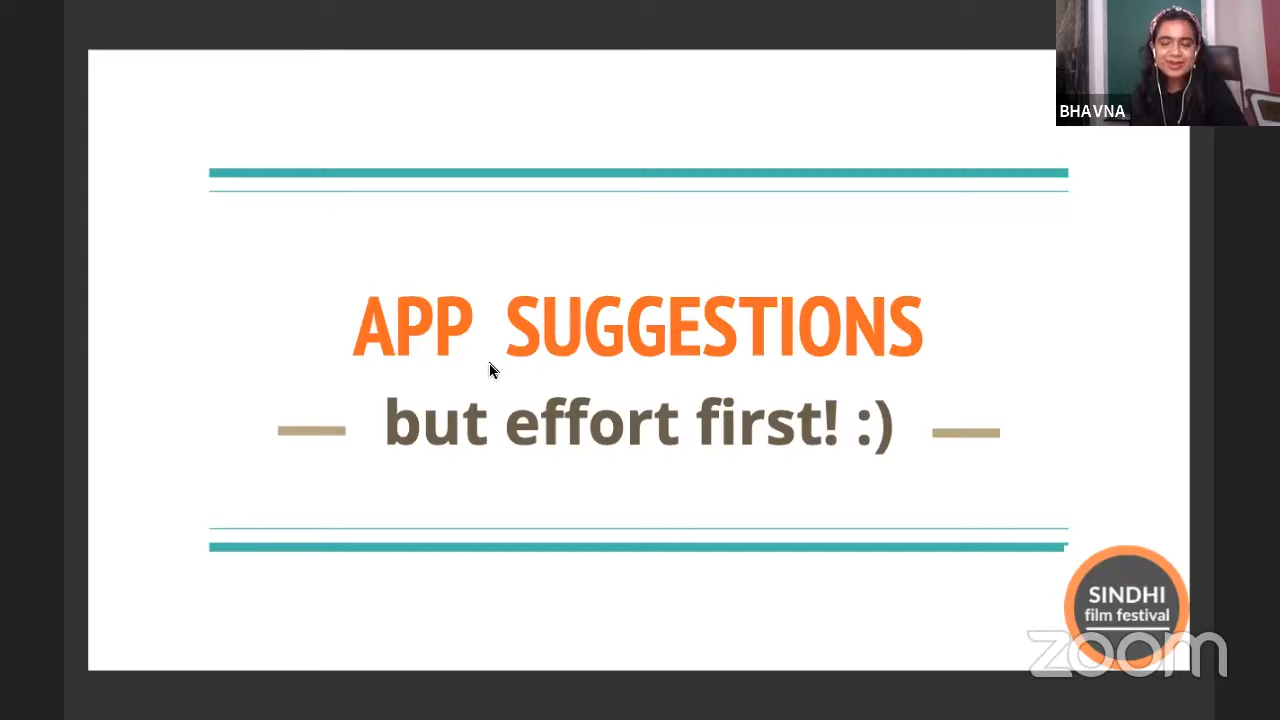 BHAVNA
APP SUGGESTIONS
but effort first! :)
SINDHI
film festival
zoom